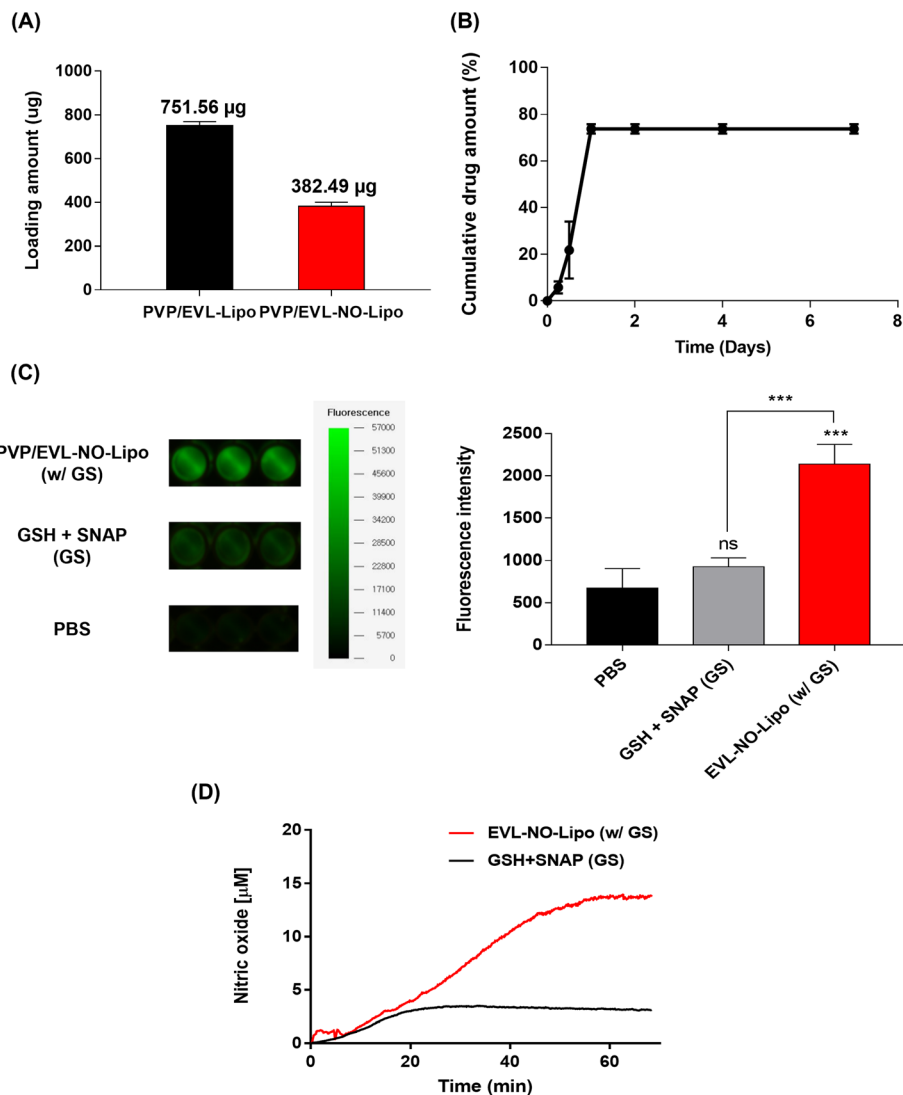 (A)
1000
800
600
400
200
0
Loading amount (ug)
751.56 µg
382.49 µg
PVP/EVL-Lipo PVP/EVL-NO-Lipo
(B)
100
80
60
40
20
0
Cumulative drug amount (%)
0 2 4 6 8
Time (Days)
(C)
PVP/EVL-NO-Lipo
(w/ GS)
GSH + SNAP
(GS)
PBS
Fluorescence
57000
51300
45600
39900
34200
28500
22800
17100
11400
5700
0
Fluorescence intensity
2500
2000
1500
1000
500
0
***
***
ns
PBS
GSH + SNAP (GS)
EVL-NO-Lipo (w/ GS)
(D)
20
15
10
5
0
Nitric oxide [µM]
EVL-NO-Lipo (w/ GS)
GSH+SNAP (GS)
0 20 40 60
Time (min)